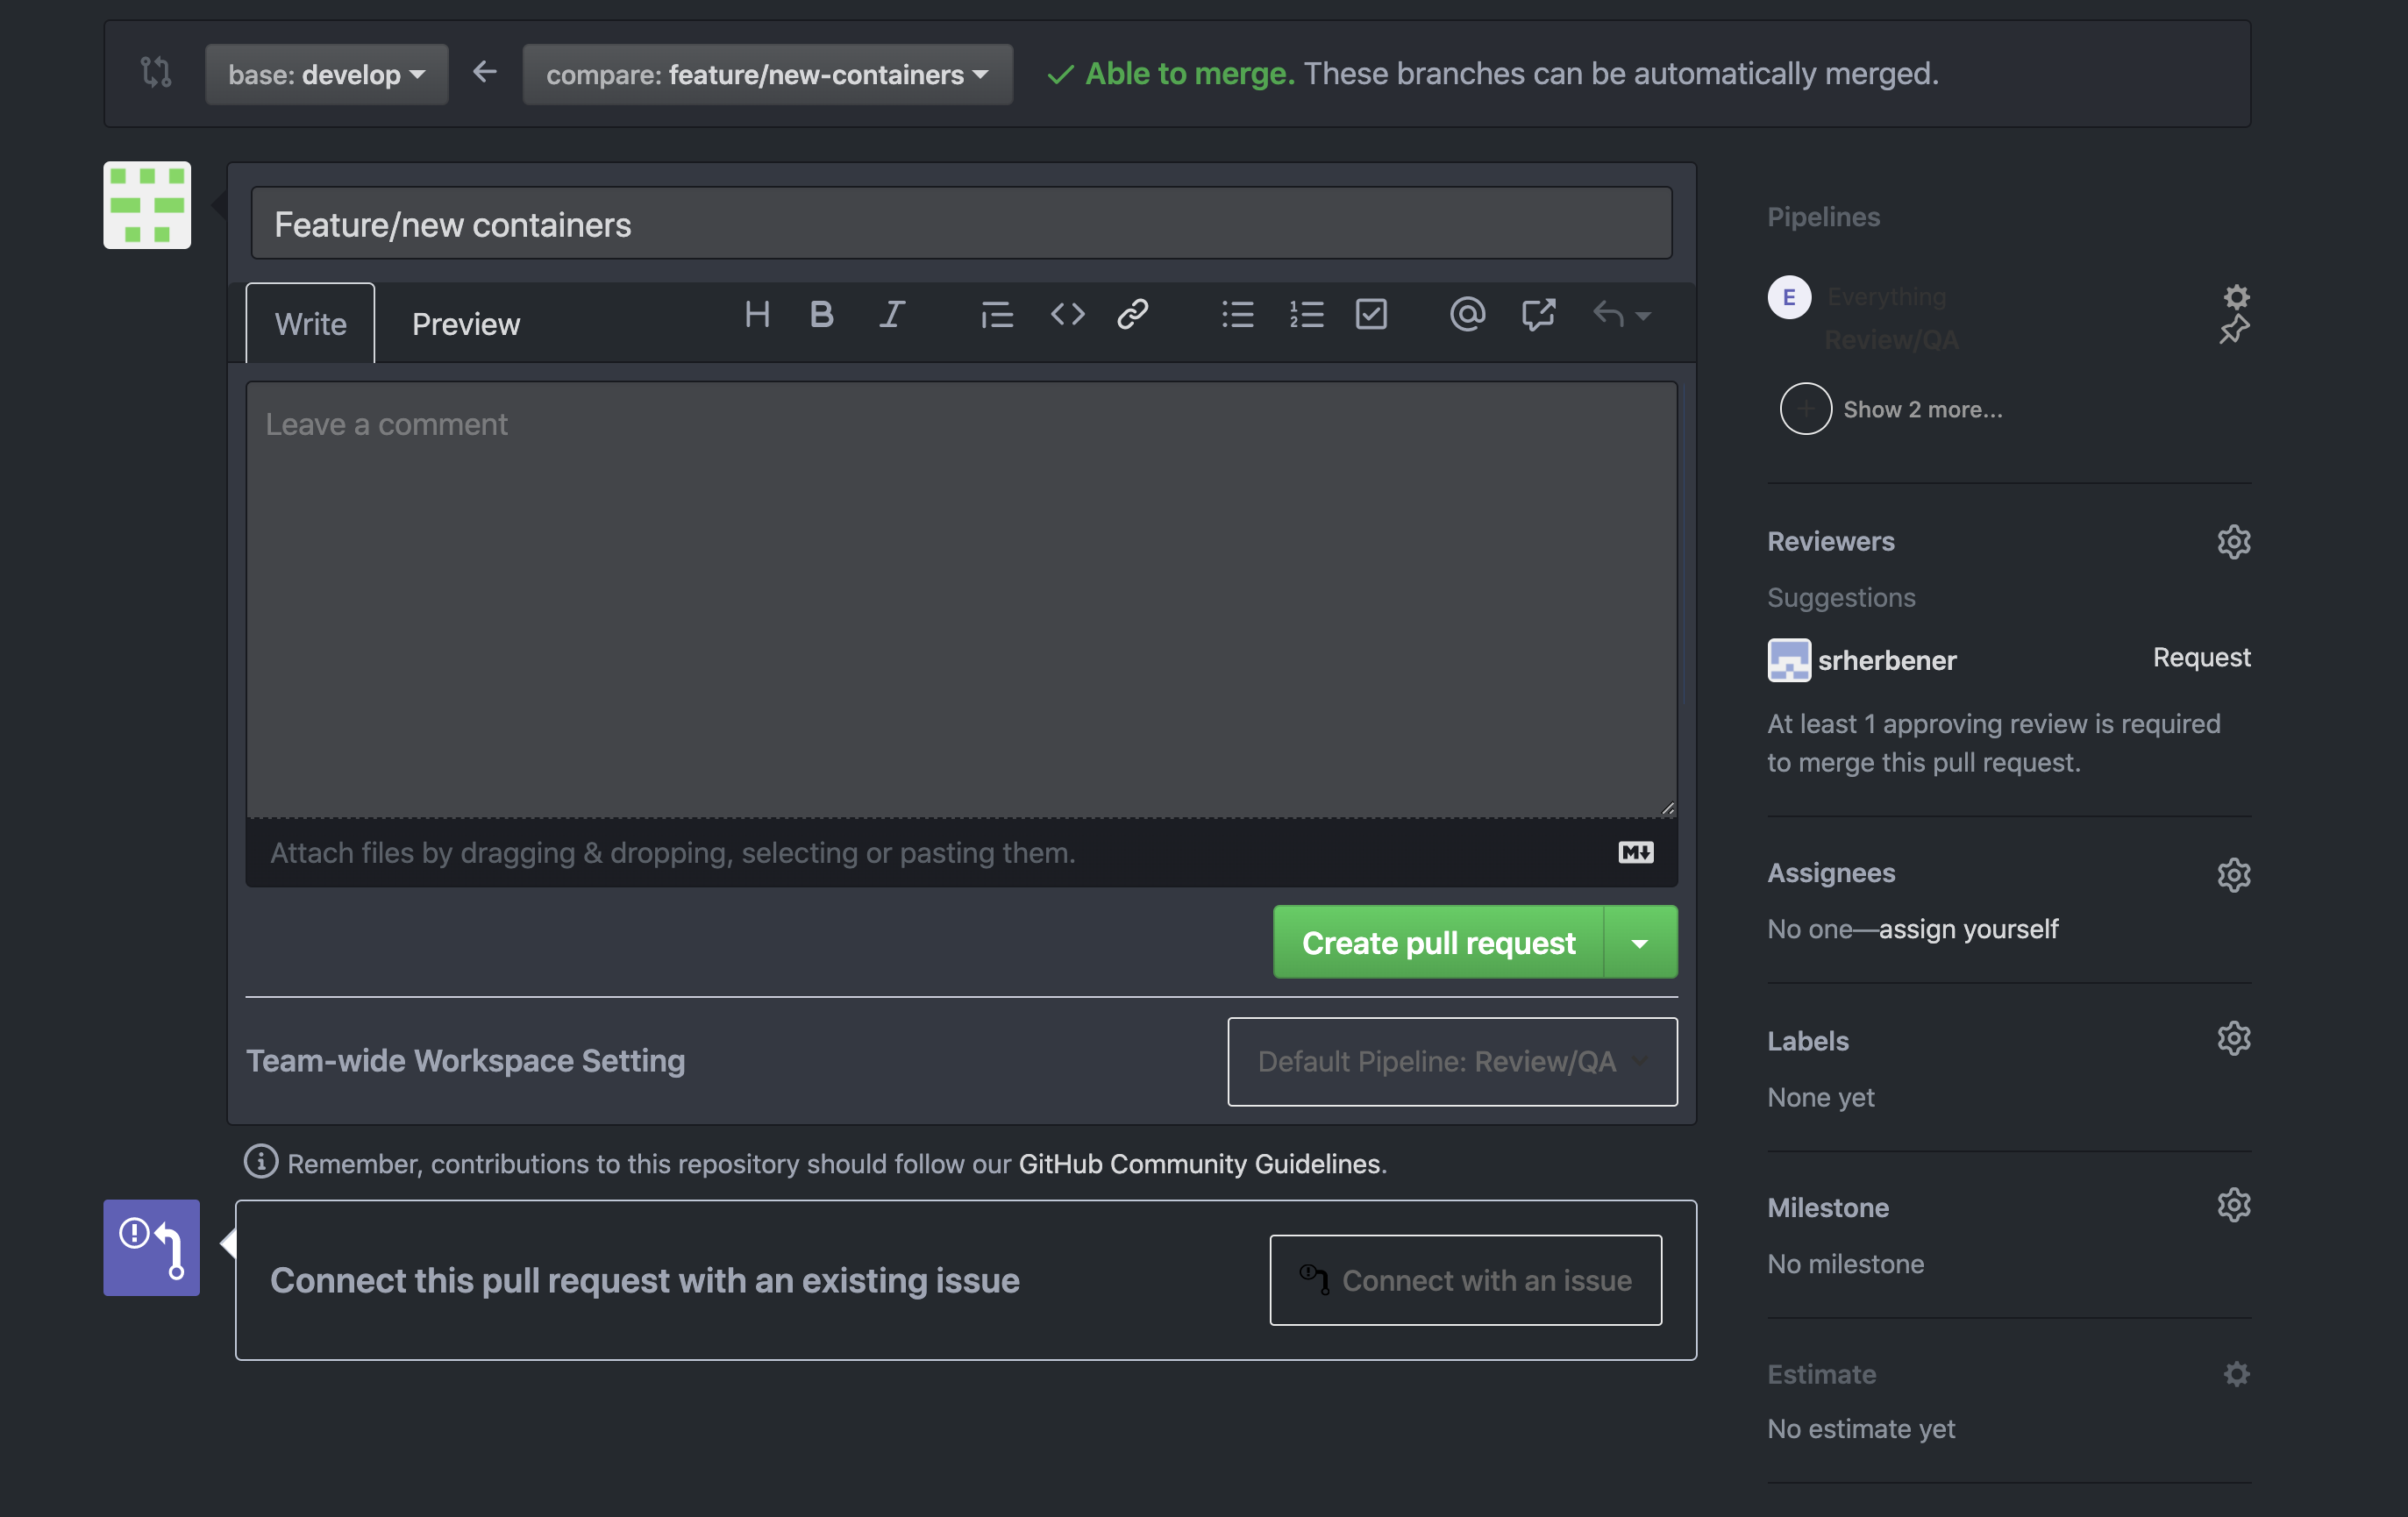 base: develop
compare: feature/new-containers
Able to merge. These branches can be automatically merged.
Feature/new containers
Write
Preview
Leave a comment
Attach files by dragging & dropping, selecting or pasting them.
Create pull request
Team-wide Workspace Setting
Default Pipeline: Review/QA
Remember, contributions to this repository should follow our GitHub Community Guidelines.
Connect this pull request with an existing issue
Connect with an issue
Pipelines
E
Everything
Review/QA
Show 2 more...
Reviewers
Suggestions
srherbener
Request
At least 1 approving review is required
to merge this pull request.
Assignees
No one—assign yourself
Labels
None yet
Milestone
No milestone
Estimate
No estimate yet